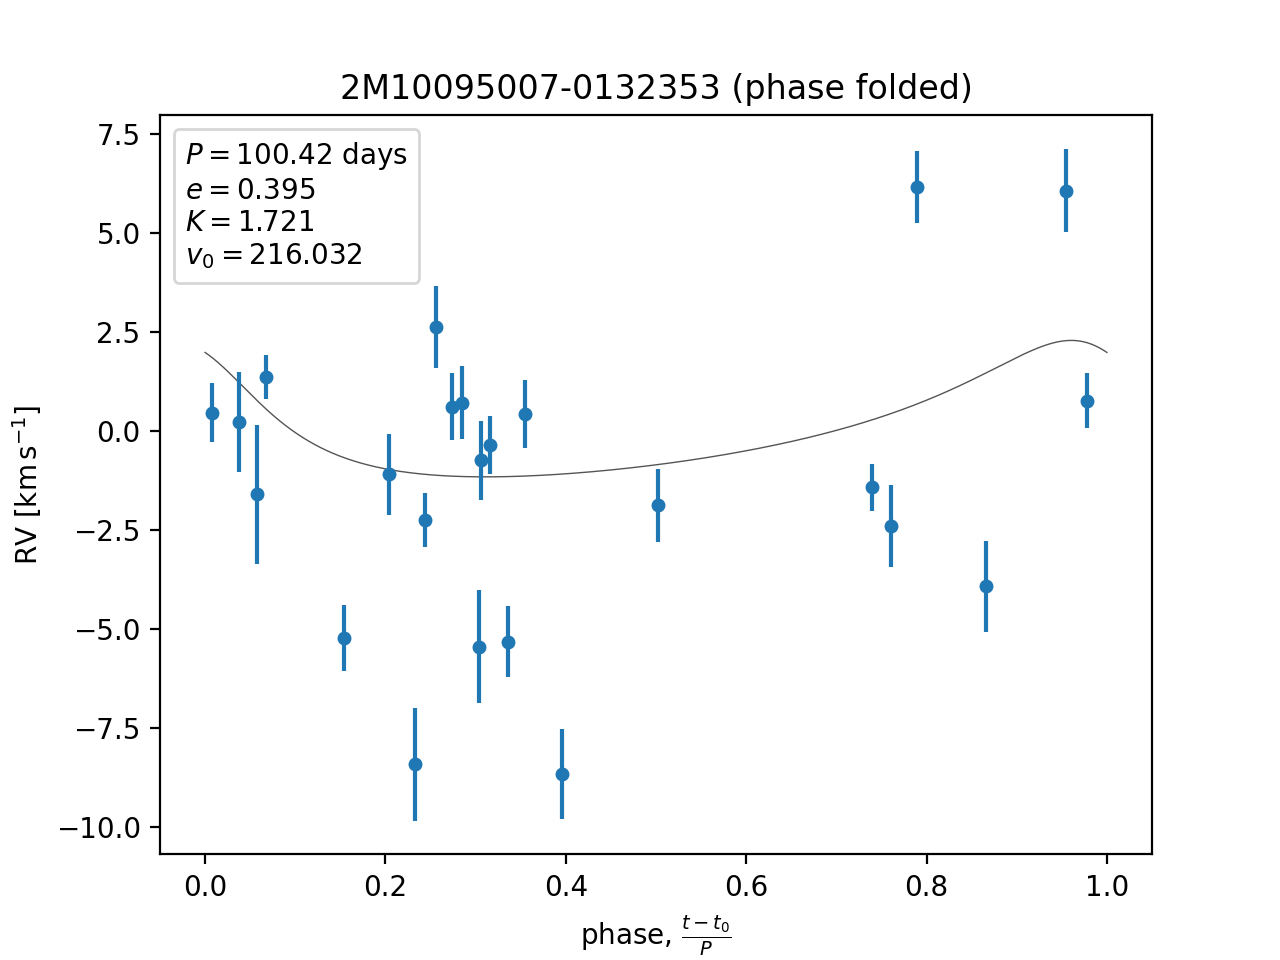 2M10095007-0132353 (phase folded)
P = 100.42 days
e = 0.395
K = 1.721
v₀ = 216.032
7.5
5.0
2.5
0.0
−2.5
−5.0
−7.5
−10.0
RV [km s⁻¹]
0.0 0.2 0.4 0.6 0.8 1.0
phase, (t − t₀)/P